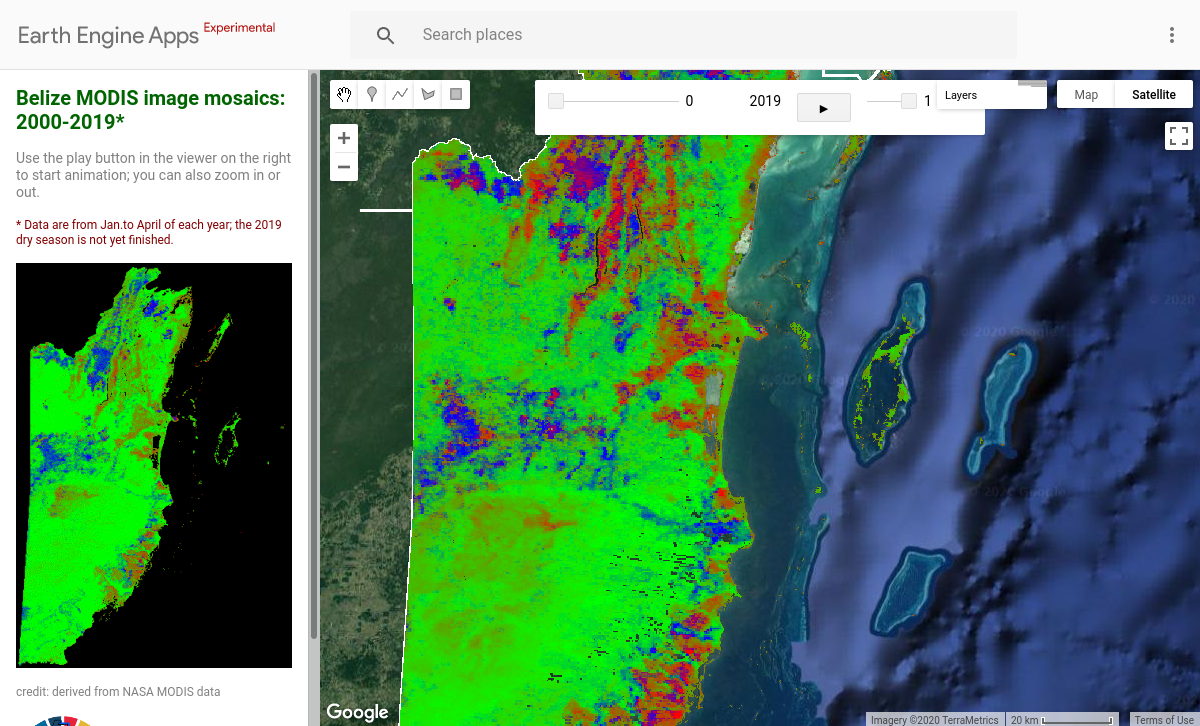 Earth Engine Apps Experimental
Search places
Belize MODIS image mosaics:
2000-2019*
Use the play button in the viewer on the right
to start animation; you can also zoom in or
out.
* Data are from Jan.to April of each year; the 2019
dry season is not yet finished.
credit: derived from NASA MODIS data
0
2019
1
Layers
Map
Satellite
© 2020
© 2020 Google
Google
Imagery ©2020 TerraMetrics
20 km
Terms of Use